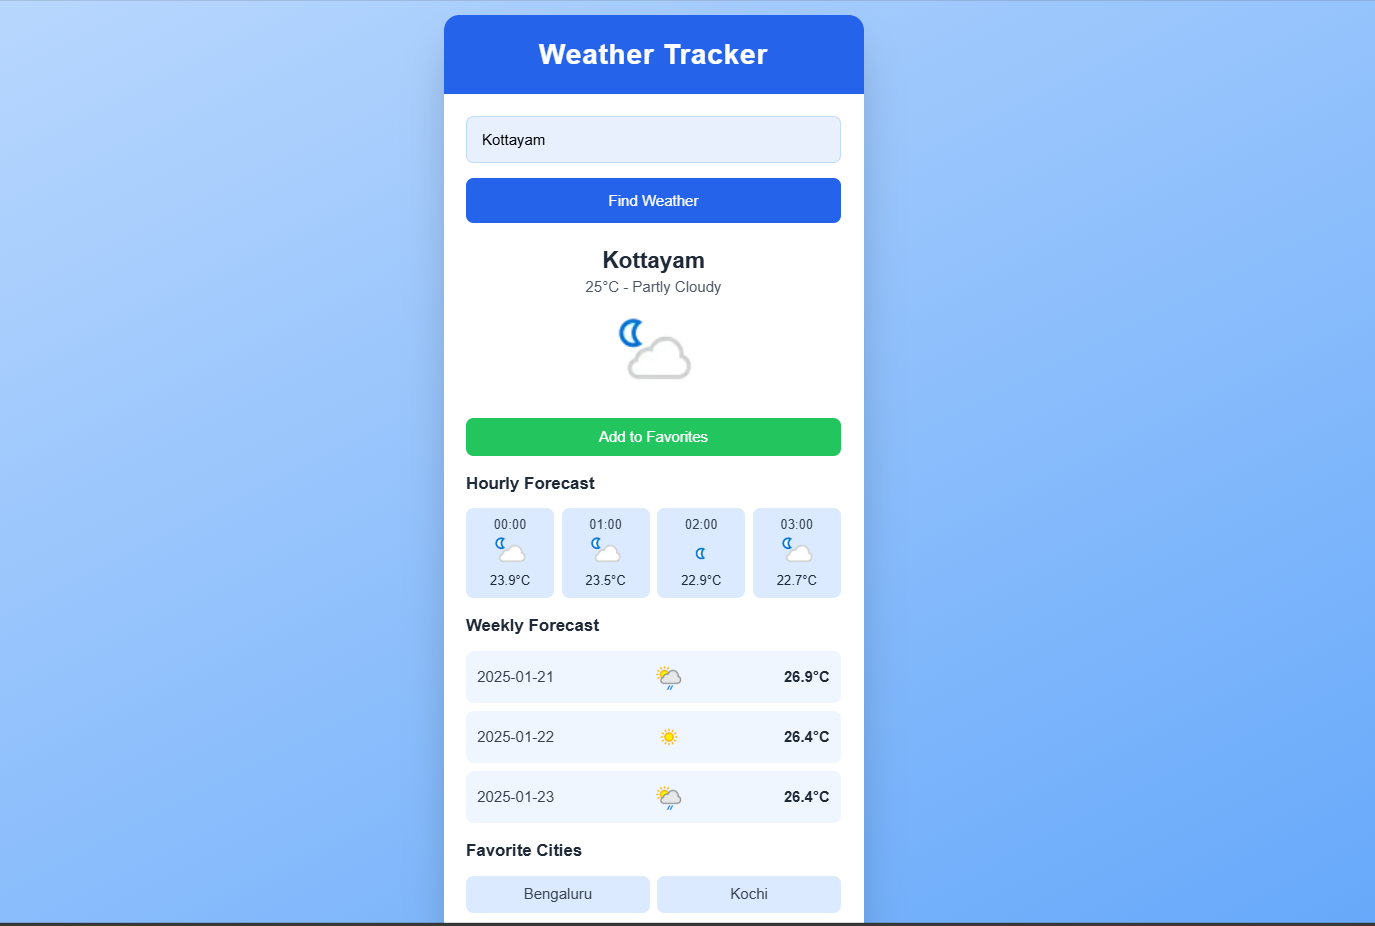 Weather Tracker
Kottayam
Find Weather
Kottayam
25°C - Partly Cloudy
Add to Favorites
Hourly Forecast
00:00 01:00 02:00 03:00
23.9°C 23.5°C 22.9°C 22.7°C
Weekly Forecast
2025-01-21 26.9°C
2025-01-22 26.4°C
2025-01-23 26.4°C
Favorite Cities
Bengaluru Kochi